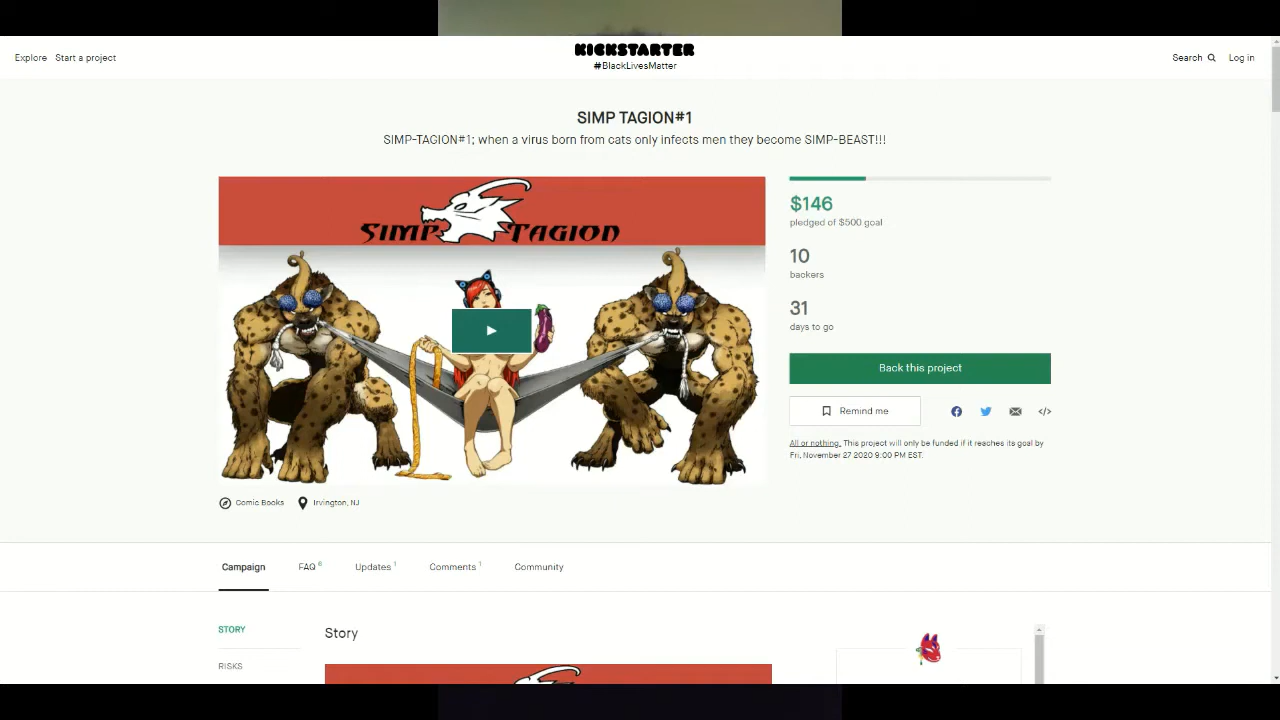 Explore Start a project
KICKSTARTER
#BlackLivesMatter
Search Log in
SIMP TAGION#1
SIMP-TAGION#1; when a virus born from cats only infects men they become SIMP-BEAST!!!
SIMP TAGION
$146
pledged of $500 goal
10
backers
31
days to go
Back this project
Remind me
All or nothing. This project will only be funded if it reaches its goal by
Fri, November 27 2020 9:00 PM EST.
Comic Books Irvington, NJ
Campaign FAQ 6 Updates 1 Comments 1 Community
STORY
Story
RISKS